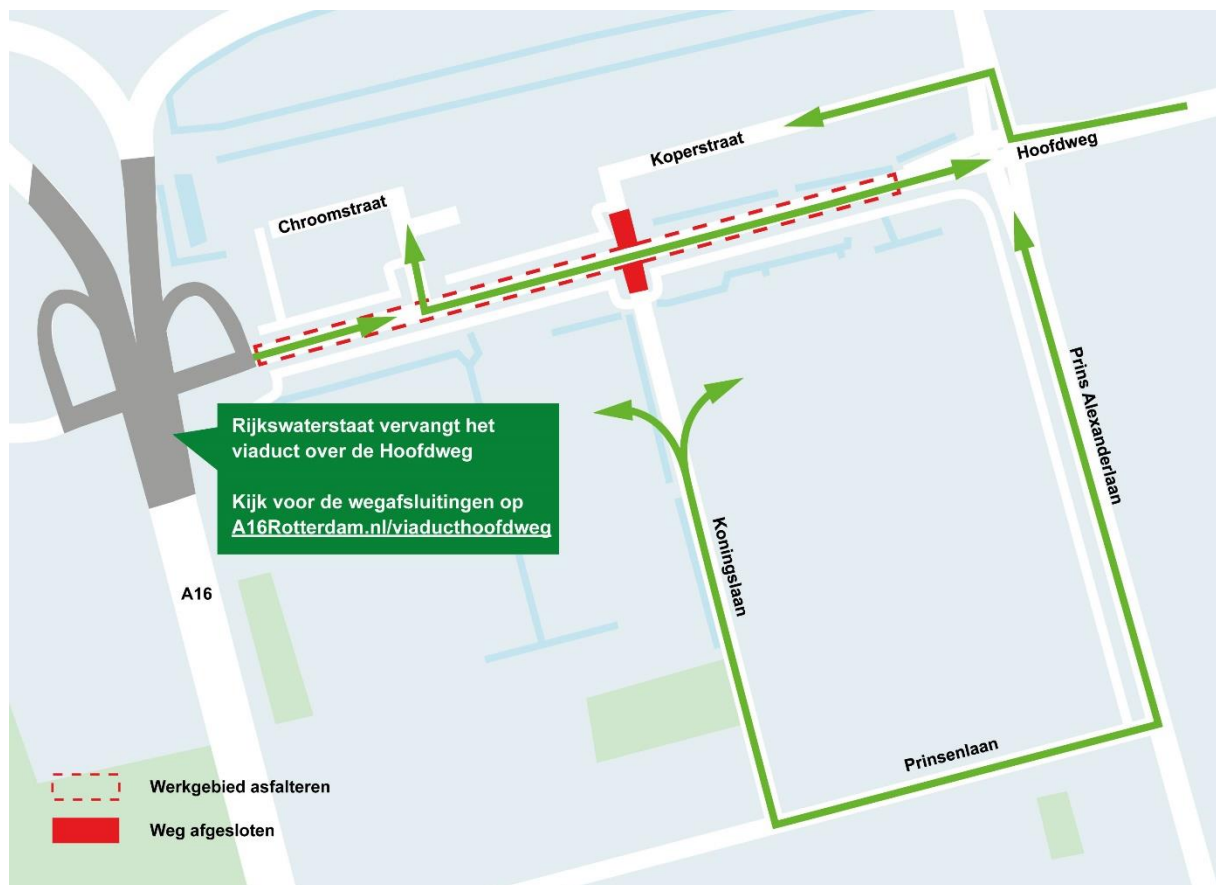 Koperstraat
Hoofdweg
Chroomstraat
Rijkswaterstaat vervangt het
viaduct over de Hoofdweg
Kijk voor de wegafsluitingen op
A16Rotterdam.nl/viaducthoofdweg
Prins Alexanderlaan
Koningslaan
A16
Prinsenlaan
Werkgebied asfalteren
Weg afgesloten